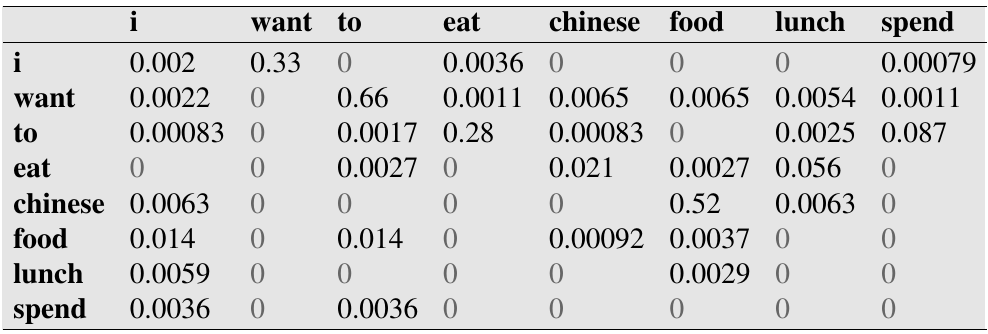 i want to eat chinese food lunch spend
i 0.002 0.33 0 0.0036 0 0 0 0.00079
want 0.0022 0 0.66 0.0011 0.0065 0.0065 0.0054 0.0011
to 0.00083 0 0.0017 0.28 0.00083 0 0.0025 0.087
eat 0 0 0.0027 0 0.021 0.0027 0.056 0
chinese 0.0063 0 0 0 0 0.52 0.0063 0
food 0.014 0 0.014 0 0.00092 0.0037 0 0
lunch 0.0059 0 0 0 0 0.0029 0 0
spend 0.0036 0 0.0036 0 0 0 0 0